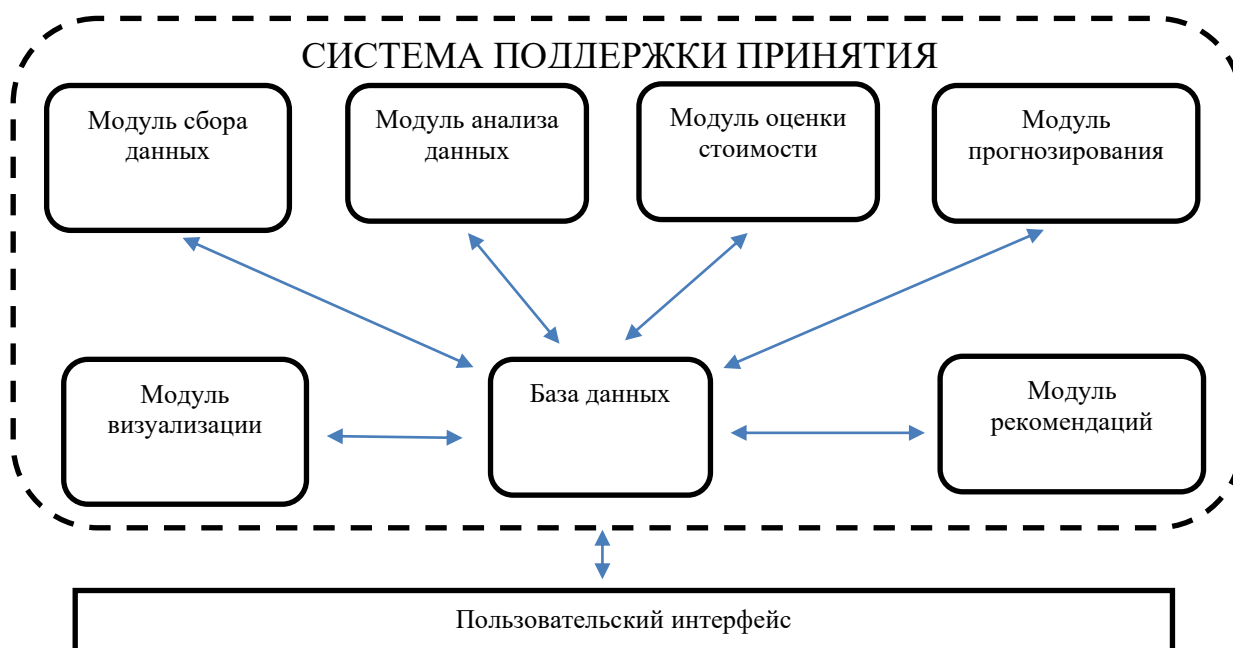 СИСТЕМА ПОДДЕРЖКИ ПРИНЯТИЯ
Модуль сбора
данных
Модуль анализа
данных
Модуль оценки
стоимости
Модуль
прогнозирования
Модуль
визуализации
База данных
Модуль
рекомендаций
Пользовательский интерфейс